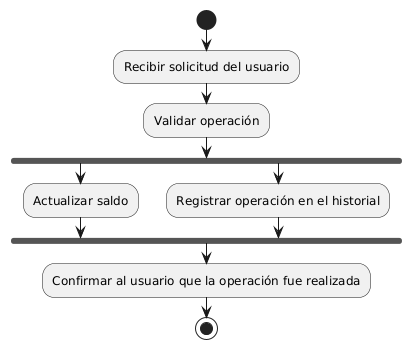 Recibir solicitud del usuario
Validar operación
Actualizar saldo
Registrar operación en el historial
Confirmar al usuario que la operación fue realizada